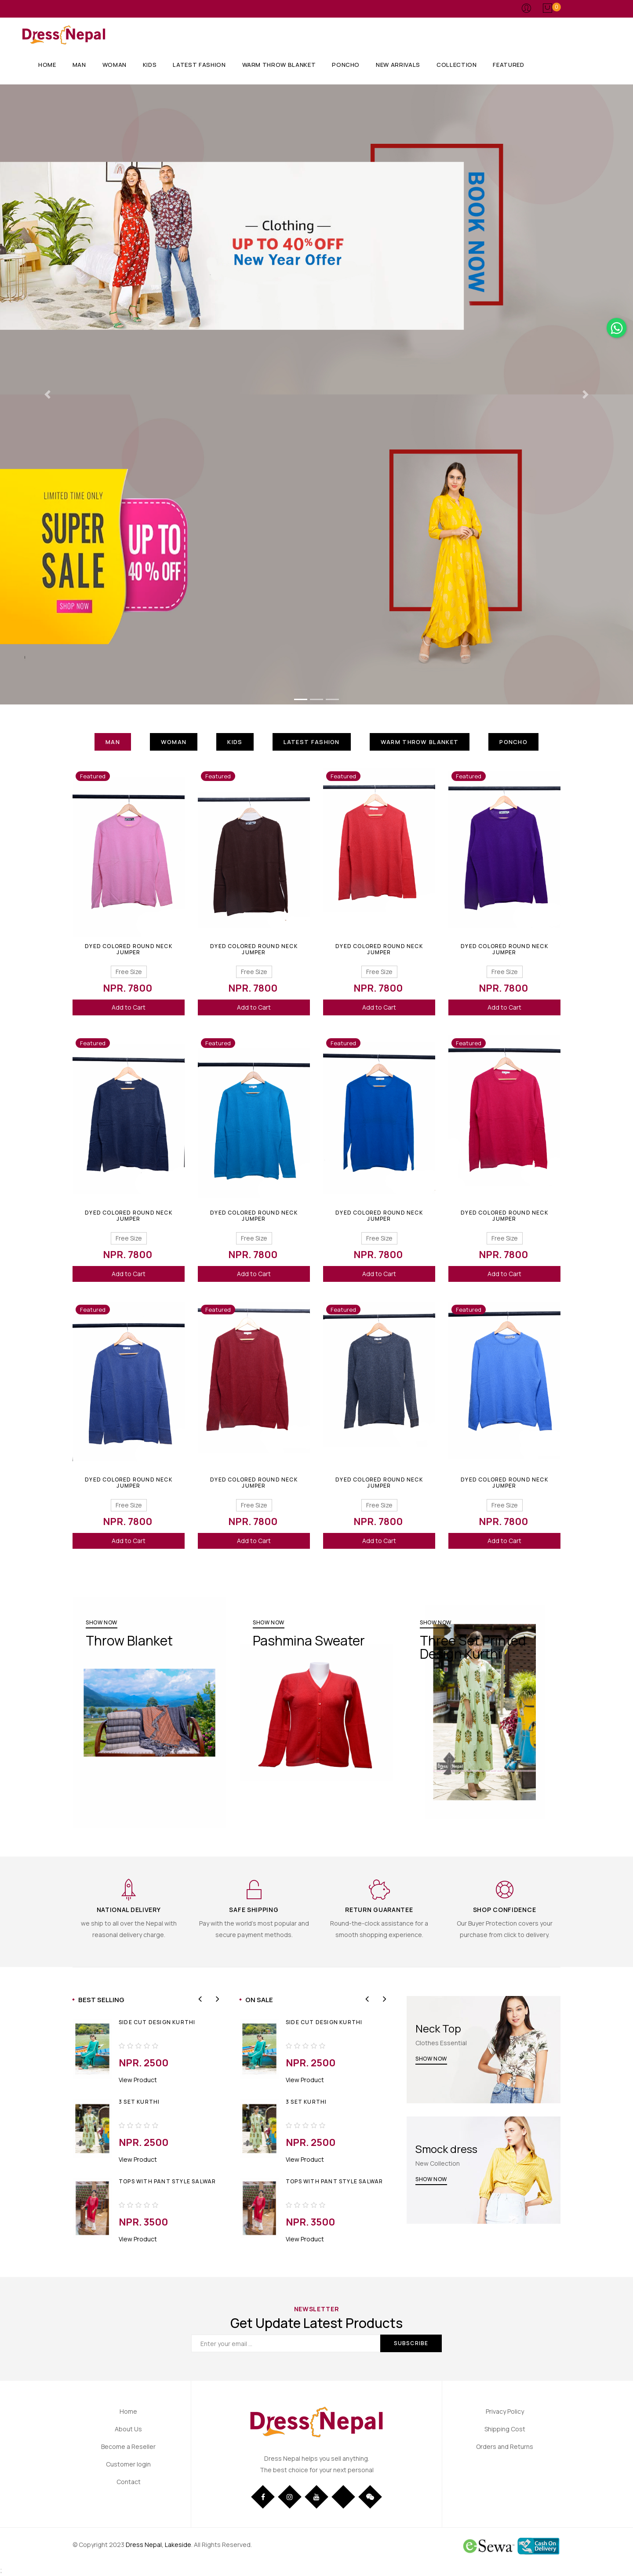 0
Dress Nepal
HOME MAN WOMAN KIDS LATEST FASHION WARM THROW BLANKET PONCHO NEW ARRIVALS COLLECTION FEATURED
— Clothing —
UP TO 40% OFF
New Year Offer
BOOK NOW
LIMITED TIME ONLY
SUPER
SALE
SHOP NOW
UP TO
40 % OFF
MAN WOMAN KIDS LATEST FASHION WARM THROW BLANKET PONCHO
Featured Featured Featured Featured
DYED COLORED ROUND NECK DYED COLORED ROUND NECK DYED COLORED ROUND NECK DYED COLORED ROUND NECK
JUMPER JUMPER JUMPER JUMPER
Free Size Free Size Free Size Free Size
NPR. 7800 NPR. 7800 NPR. 7800 NPR. 7800
Add to Cart Add to Cart Add to Cart Add to Cart
Featured Featured Featured Featured
DYED COLORED ROUND NECK DYED COLORED ROUND NECK DYED COLORED ROUND NECK DYED COLORED ROUND NECK
JUMPER JUMPER JUMPER JUMPER
Free Size Free Size Free Size Free Size
NPR. 7800 NPR. 7800 NPR. 7800 NPR. 7800
Add to Cart Add to Cart Add to Cart Add to Cart
Featured Featured Featured Featured
DYED COLORED ROUND NECK DYED COLORED ROUND NECK DYED COLORED ROUND NECK DYED COLORED ROUND NECK
JUMPER JUMPER JUMPER JUMPER
Free Size Free Size Free Size Free Size
NPR. 7800 NPR. 7800 NPR. 7800 NPR. 7800
Add to Cart Add to Cart Add to Cart Add to Cart
SHOW NOW
Throw Blanket
SHOW NOW
Pashmina Sweater
SHOW NOW
Three Set Printed
Design Kurthi
Dress Nepal
NATIONAL DELIVERY
we ship to all over the Nepal with
reasonal delivery charge.
SAFE SHIPPING
Pay with the world's most popular and
secure payment methods.
RETURN GUARANTEE
Round-the-clock assistance for a
smooth shopping experience.
SHOP CONFIDENCE
Our Buyer Protection covers your
purchase from click to delivery.
BEST SELLING
SIDE CUT DESIGN KURTHI
NPR. 2500
View Product
3 SET KURTHI
NPR. 2500
View Product
TOPS WITH PANT STYLE SALWAR
NPR. 3500
View Product
ON SALE
SIDE CUT DESIGN KURTHI
NPR. 2500
View Product
3 SET KURTHI
NPR. 2500
View Product
TOPS WITH PANT STYLE SALWAR
NPR. 3500
View Product
Neck Top
Clothes Essential
SHOW NOW
Smock dress
New Collection
SHOW NOW
NEWSLETTER
Get Update Latest Products
Enter your email...
SUBSCRIBE
Home
About Us
Become a Reseller
Customer login
Contact
Dress Nepal
Dress Nepal helps you sell anything.
The best choice for your next personal
Privacy Policy
Shipping Cost
Orders and Returns
© Copyright 2023 Dress Nepal, Lakeside. All Rights Reserved.
e-Sewa
Cash On
Delivery